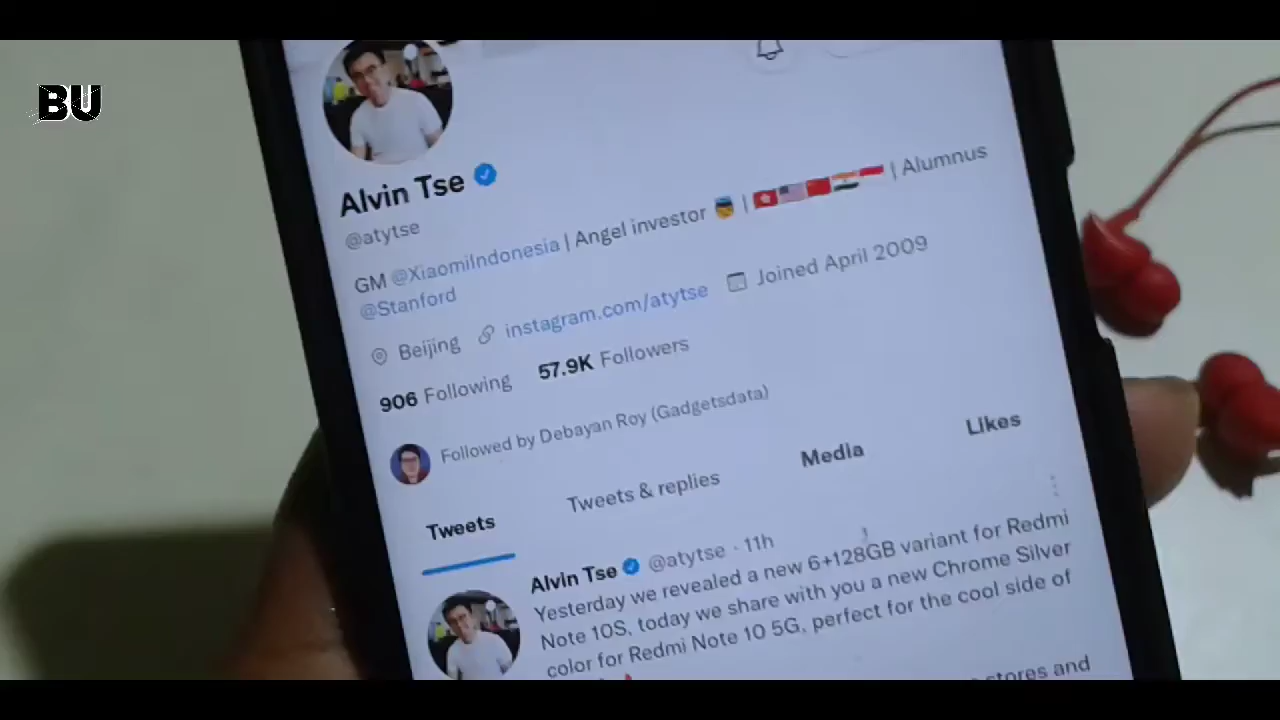 BU
Alvin Tse
@atytse
GM @XiaomiIndonesia | Angel investor | | Alumnus
@Stanford
Beijing instagram.com/atytse Joined April 2009
906 Following 57.9K Followers
Followed by Debayan Roy (Gadgetsdata)
Tweets Tweets & replies Media Likes
Alvin Tse @atytse · 11h
Yesterday we revealed a new 6+128GB variant for Redmi
Note 10S, today we share with you a new Chrome Silver
color for Redmi Note 10 5G, perfect for the cool side of
stores and